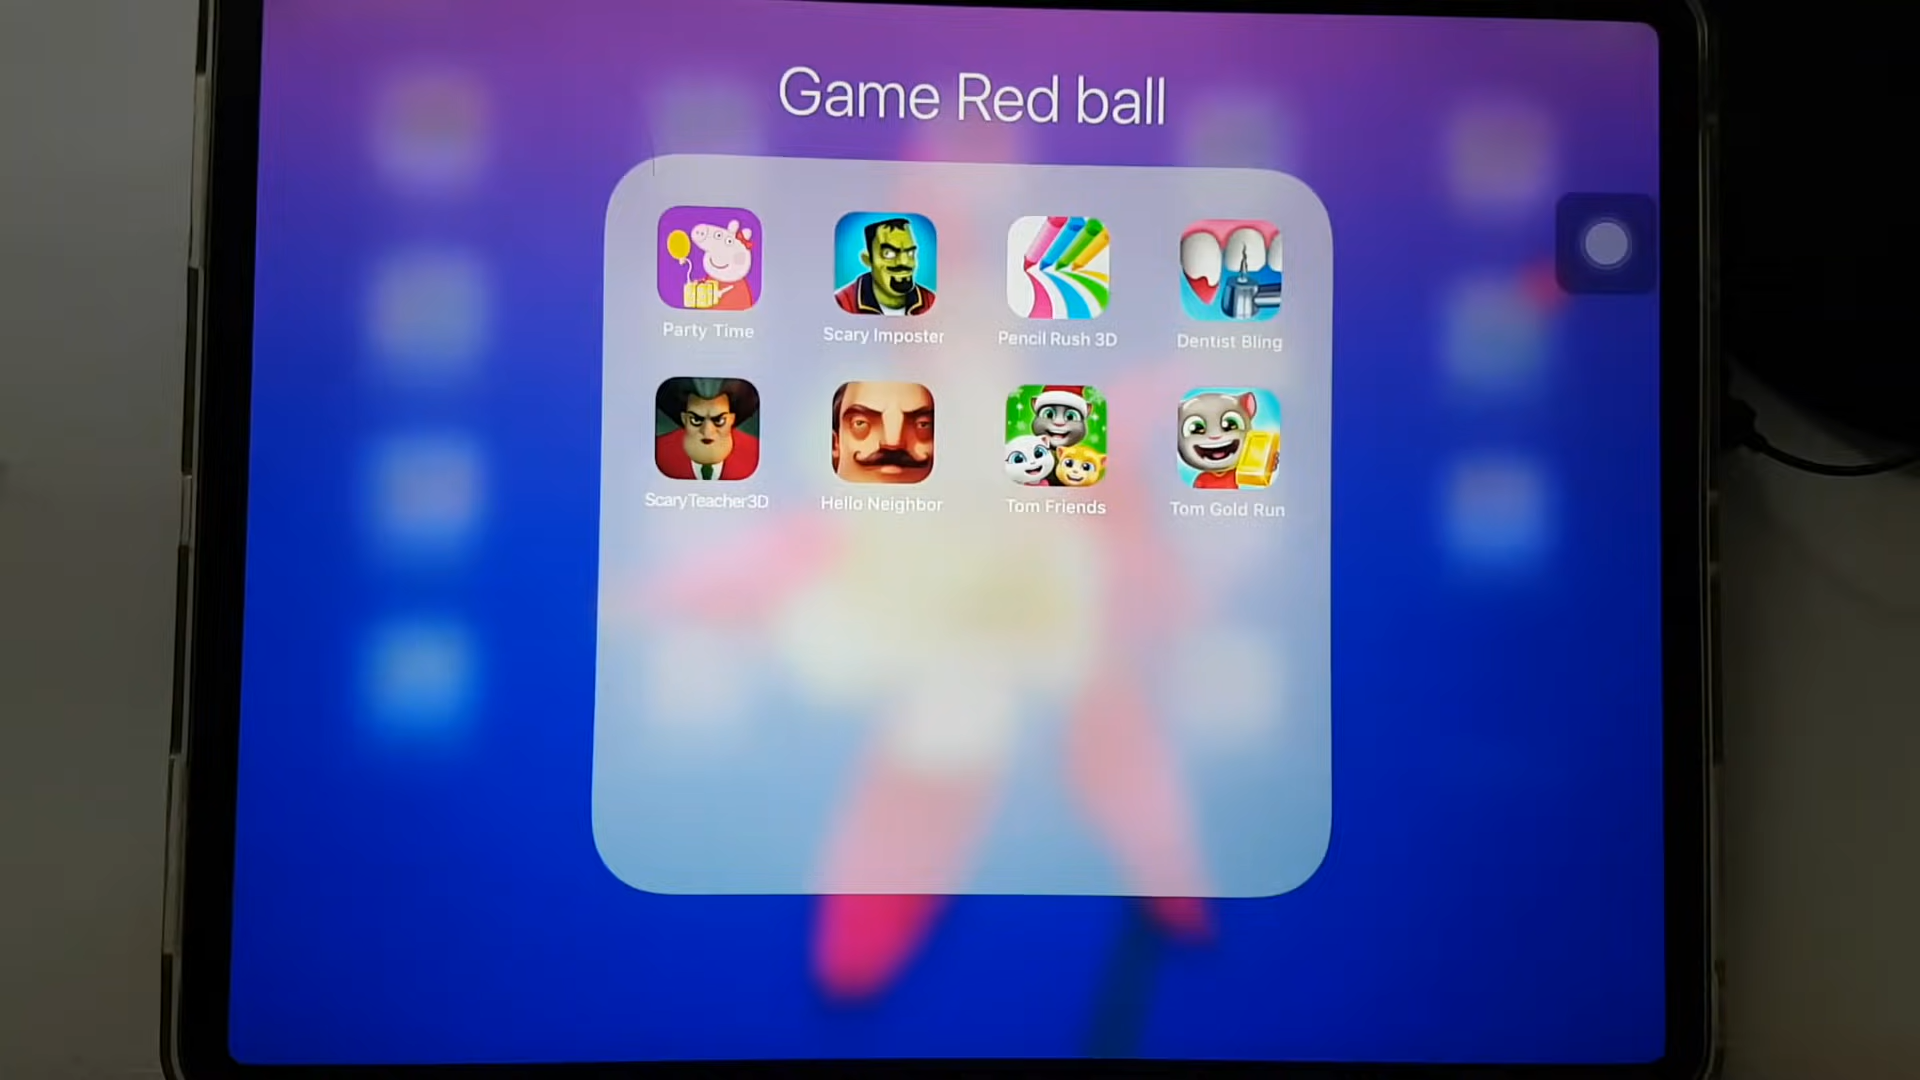 Game Red ball
Party Time
Scary Imposter
Pencil Rush 3D
Dentist Bling
ScaryTeacher3D
Hello Neighbor
Tom Friends
Tom Gold Run